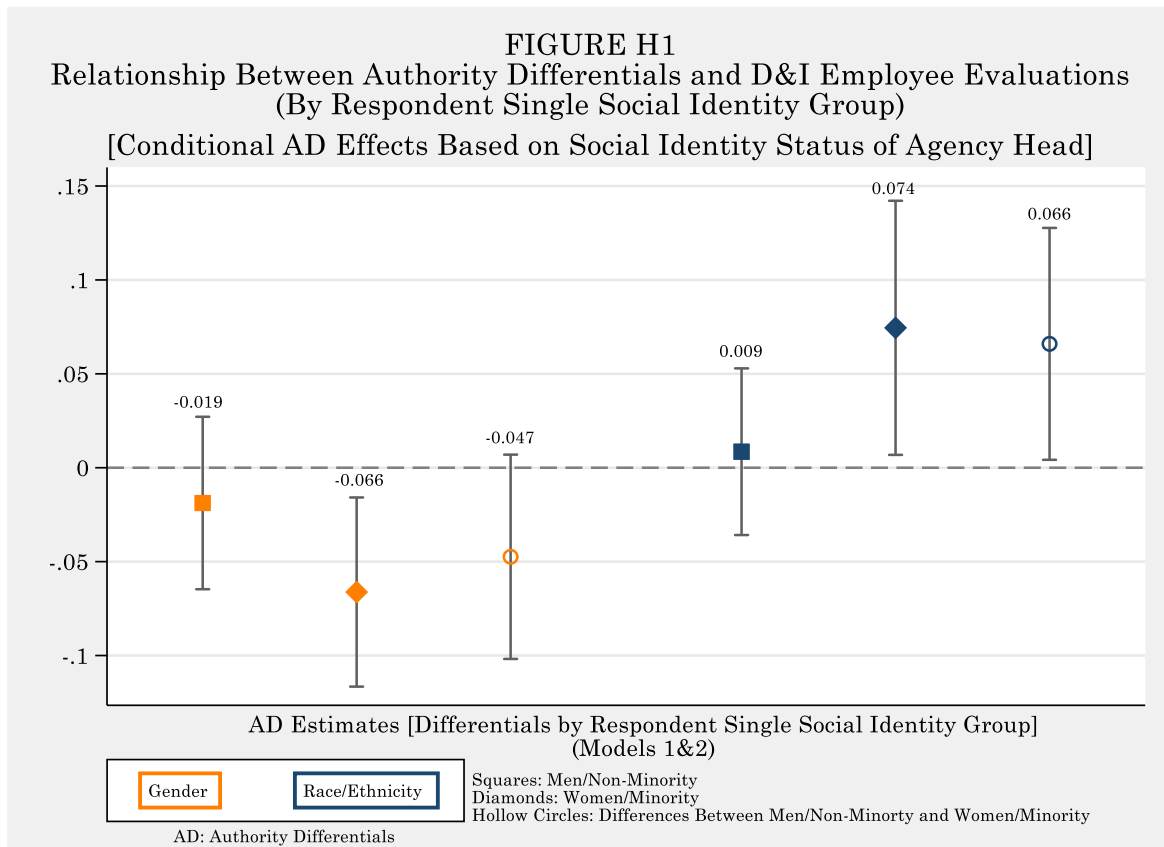 FIGURE H1
Relationship Between Authority Differentials and D&I Employee Evaluations
(By Respondent Single Social Identity Group)
[Conditional AD Effects Based on Social Identity Status of Agency Head]
.15
.1
.05
0
-.05
-.1
-0.019
-0.066
-0.047
0.009
0.074
0.066
AD Estimates [Differentials by Respondent Single Social Identity Group]
(Models 1&2)
Gender
Race/Ethnicity
Squares: Men/Non-Minority
Diamonds: Women/Minority
Hollow Circles: Differences Between Men/Non-Minorty and Women/Minority
AD: Authority Differentials